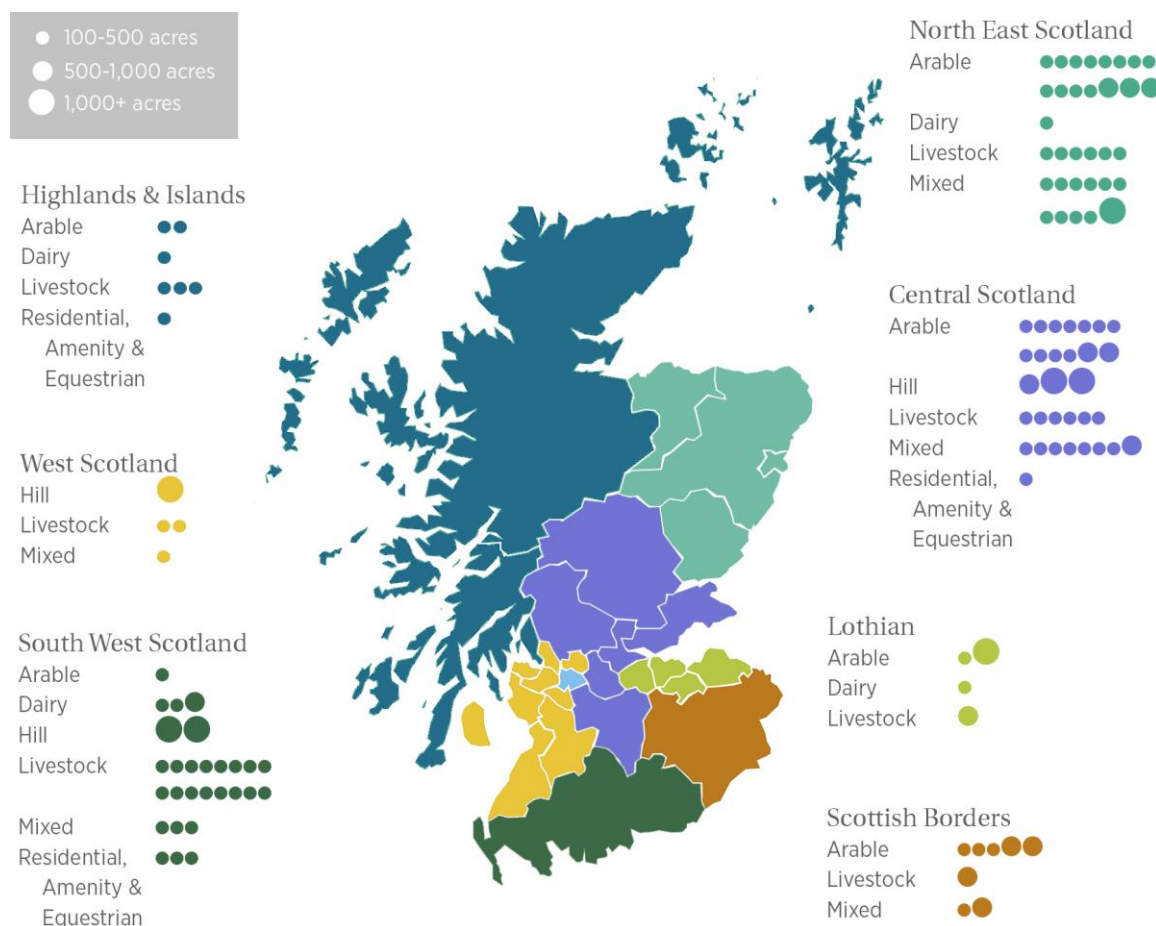 100-500 acres
500-1,000 acres
1,000+ acres
Highlands & Islands
Arable
Dairy
Livestock
Residential,
Amenity &
Equestrian
West Scotland
Hill
Livestock
Mixed
South West Scotland
Arable
Dairy
Hill
Livestock
Mixed
Residential,
Amenity &
Equestrian
North East Scotland
Arable
Dairy
Livestock
Mixed
Central Scotland
Arable
Hill
Livestock
Mixed
Residential,
Amenity &
Equestrian
Lothian
Arable
Dairy
Livestock
Scottish Borders
Arable
Livestock
Mixed